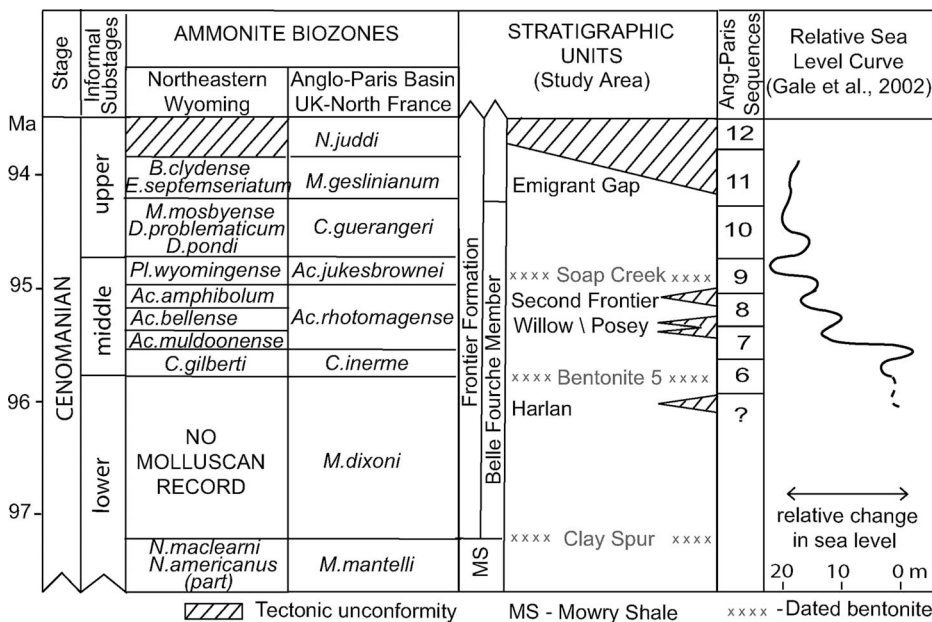 Stage
Informal
Substages
AMMONITE BIOZONES
Northeastern
Wyoming
Anglo-Paris Basin
UK-North France
STRATIGRAPHIC
UNITS
(Study Area)
Ang-Paris
Sequences
Relative Sea
Level Curve
(Gale et al., 2002)
Ma
94
95
96
97
CENOMANIAN
upper
middle
lower
B.clydense
E.septemseriatum
M.mosbyense
D.problematicum
D.pondi
Pl.wyomingense
Ac.amphibolum
Ac.bellense
Ac.muldoonense
C.gilberti
NO
MOLLUSCAN
RECORD
N.maclearni
N.americanus
(part)
N.juddi
M.geslinianum
C.guerangeri
Ac.jukesbrownei
Ac.rhotomagense
C.inerme
M.dixoni
M.mantelli
Frontier Formation
Belle Fourche Member
MS
Emigrant Gap
xxxx Soap Creek xxxx
Second Frontier
Willow \ Posey
xxxx Bentonite 5 xxxx
Harlan
xxxx Clay Spur xxxx
12
11
10
9
8
7
6
?
relative change
in sea level
20 10 0 m
Tectonic unconformity MS - Mowry Shale xxxx -Dated bentonite